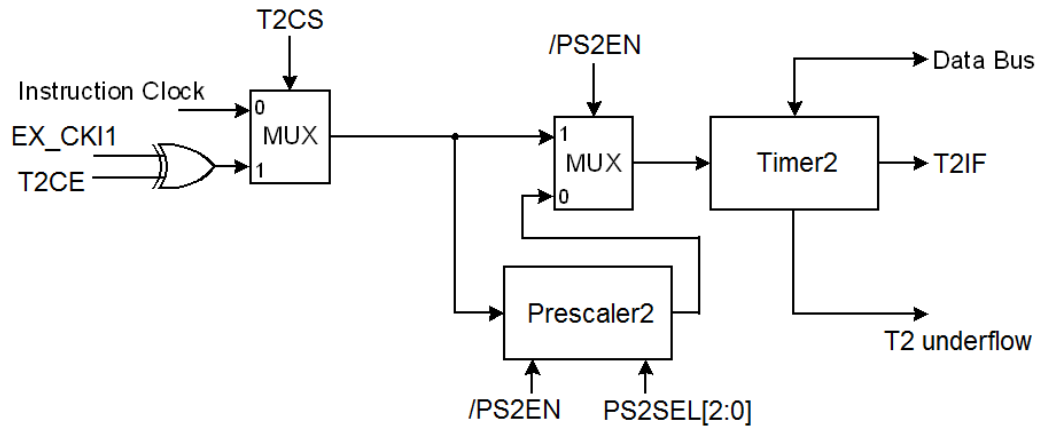 T2CS
/PS2EN
Data Bus
Instruction Clock
0
EX_CKI1
MUX
1
MUX
Timer2
T2IF
T2CE
1
0
Prescaler2
T2 underflow
/PS2EN
PS2SEL[2:0]